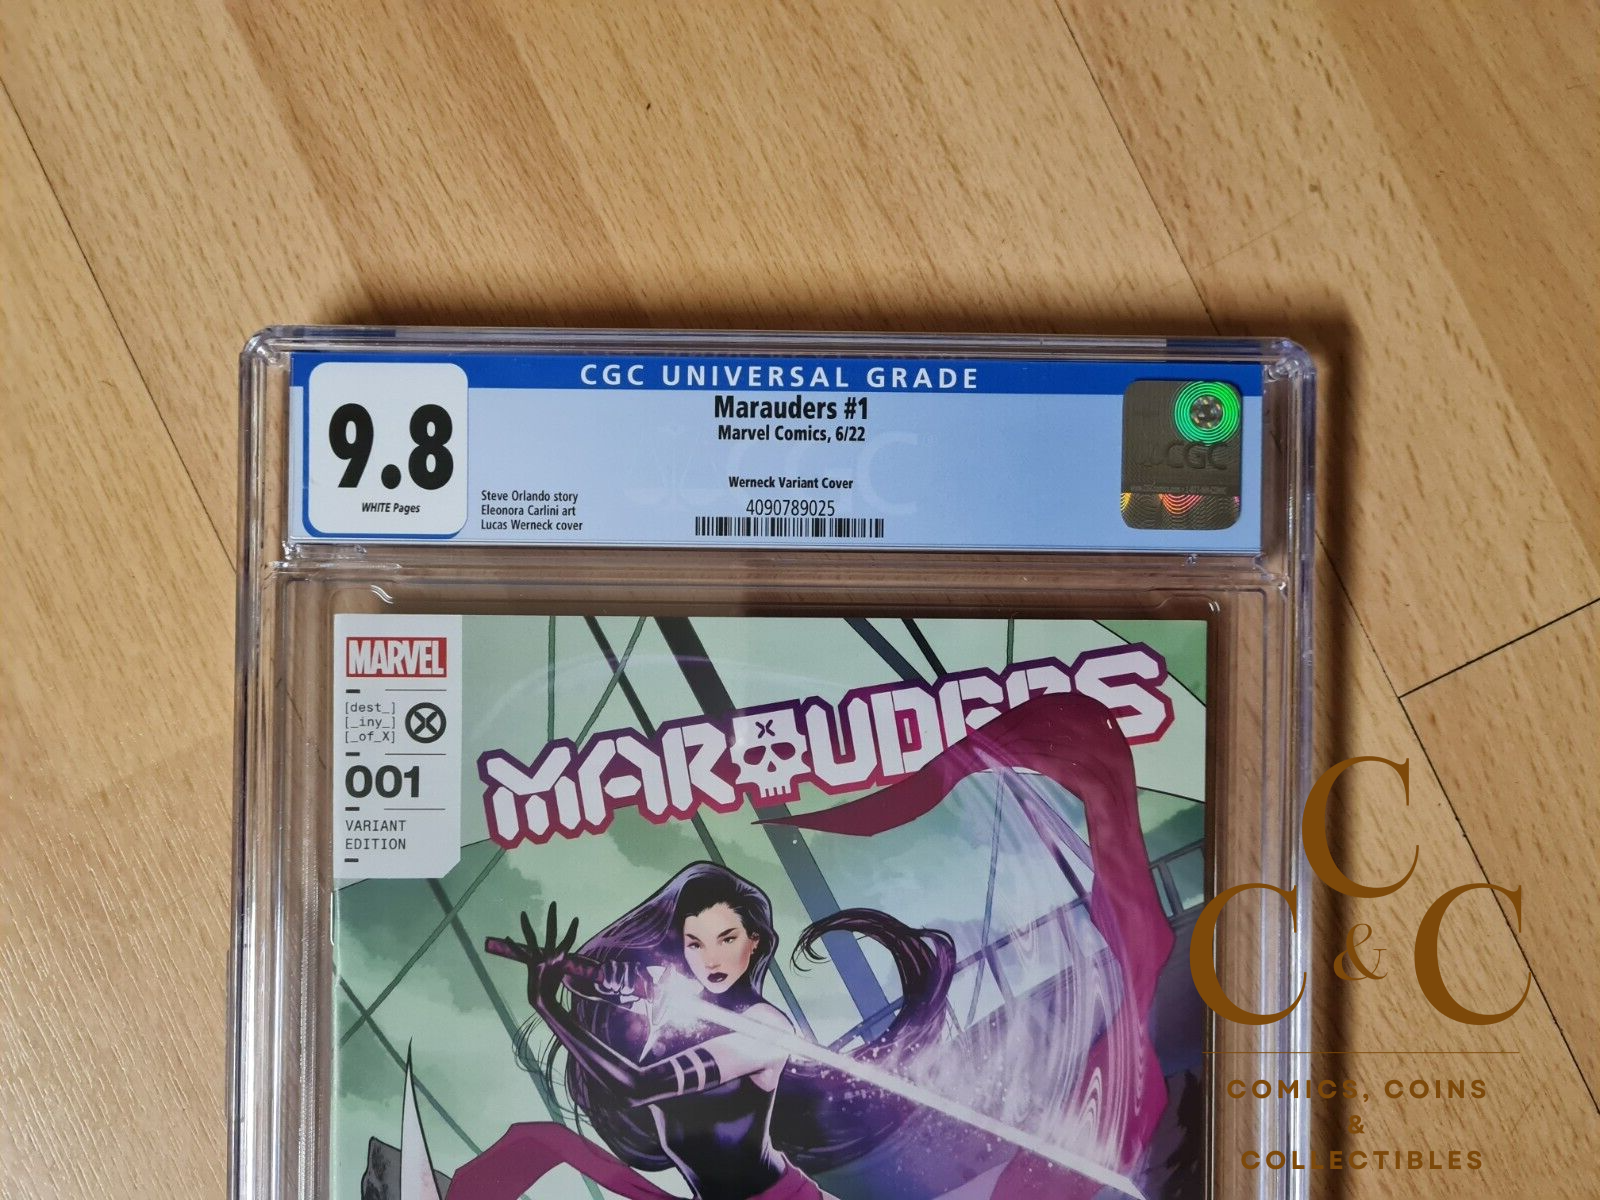 CGC UNIVERSAL GRADE
9.8
WHITE Pages
Marauders #1
Marvel Comics, 6/22
Werneck Variant Cover
4090789025
Steve Orlando story
Eleonora Carlini art
Lucas Werneck cover
CGC
MARVEL
[dest_]
[_iny_]
[_of_X]
001
VARIANT
EDITION
MARAUDERS
C
C & C
COMICS, COINS
&
COLLECTIBLES